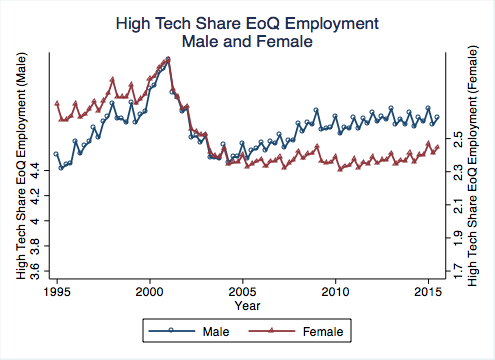 High Tech Share EoQ Employment
Male and Female
High Tech Share EoQ Employment (Male)
3.6 3.8 4 4.2 4.4
High Tech Share EoQ Employment (Female)
1.7 1.9 2.1 2.3 2.5
1995 2000 2005 2010 2015
Year
Male Female